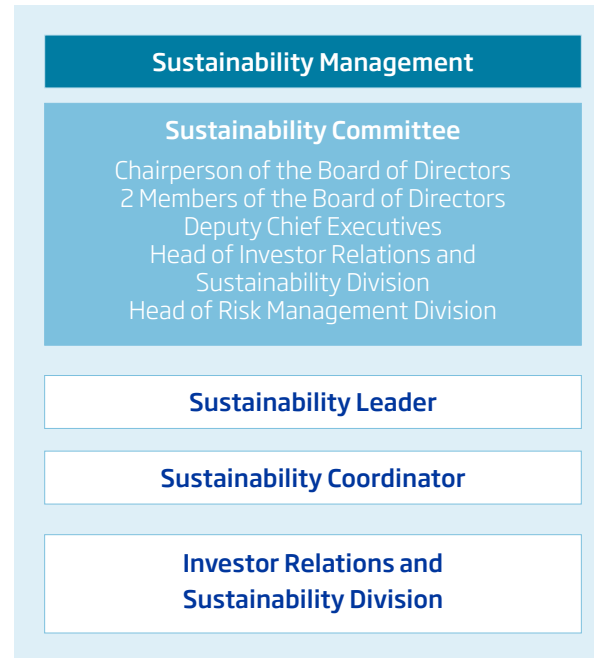 Sustainability Management
Sustainability Committee
Chairperson of the Board of Directors
2 Members of the Board of Directors
Deputy Chief Executives
Head of Investor Relations and
Sustainability Division
Head of Risk Management Division
Sustainability Leader
Sustainability Coordinator
Investor Relations and
Sustainability Division